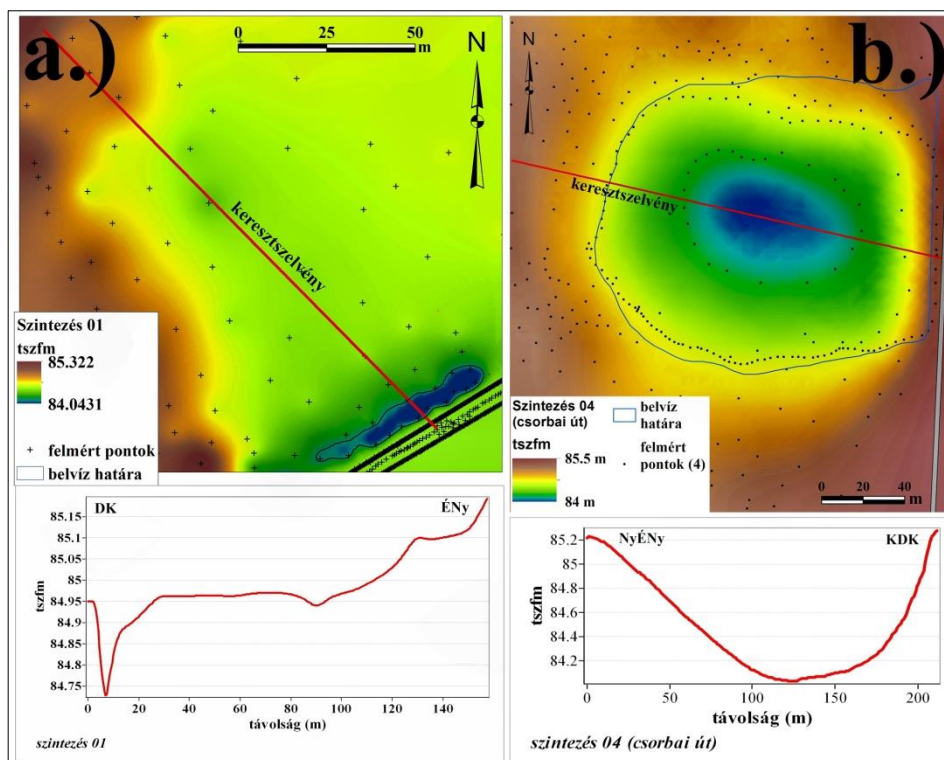 a.)
0 25 50
m
N
keresztszelvény
Szintezés 01
tszfm
85.322
84.0431
felmért pontok
belvíz határa
b.)
N
keresztszelvény
Szintezés 04
(csorbai út)
tszfm
85.5 m
84 m
belvíz
határa
felmért
pontok (4)
0 20 40
m
DK ÉNy
85.15
85.1
85.05
85
84.95
84.9
84.85
84.8
84.75
tszfm
0 20 40 60 80 100 120 140
távolság (m)
szintezés 01
NyÉNy KDK
85.2
85
84.8
84.6
84.4
84.2
tszfm
0 50 100 150 200
távolság (m)
szintezés 04 (csorbai út)